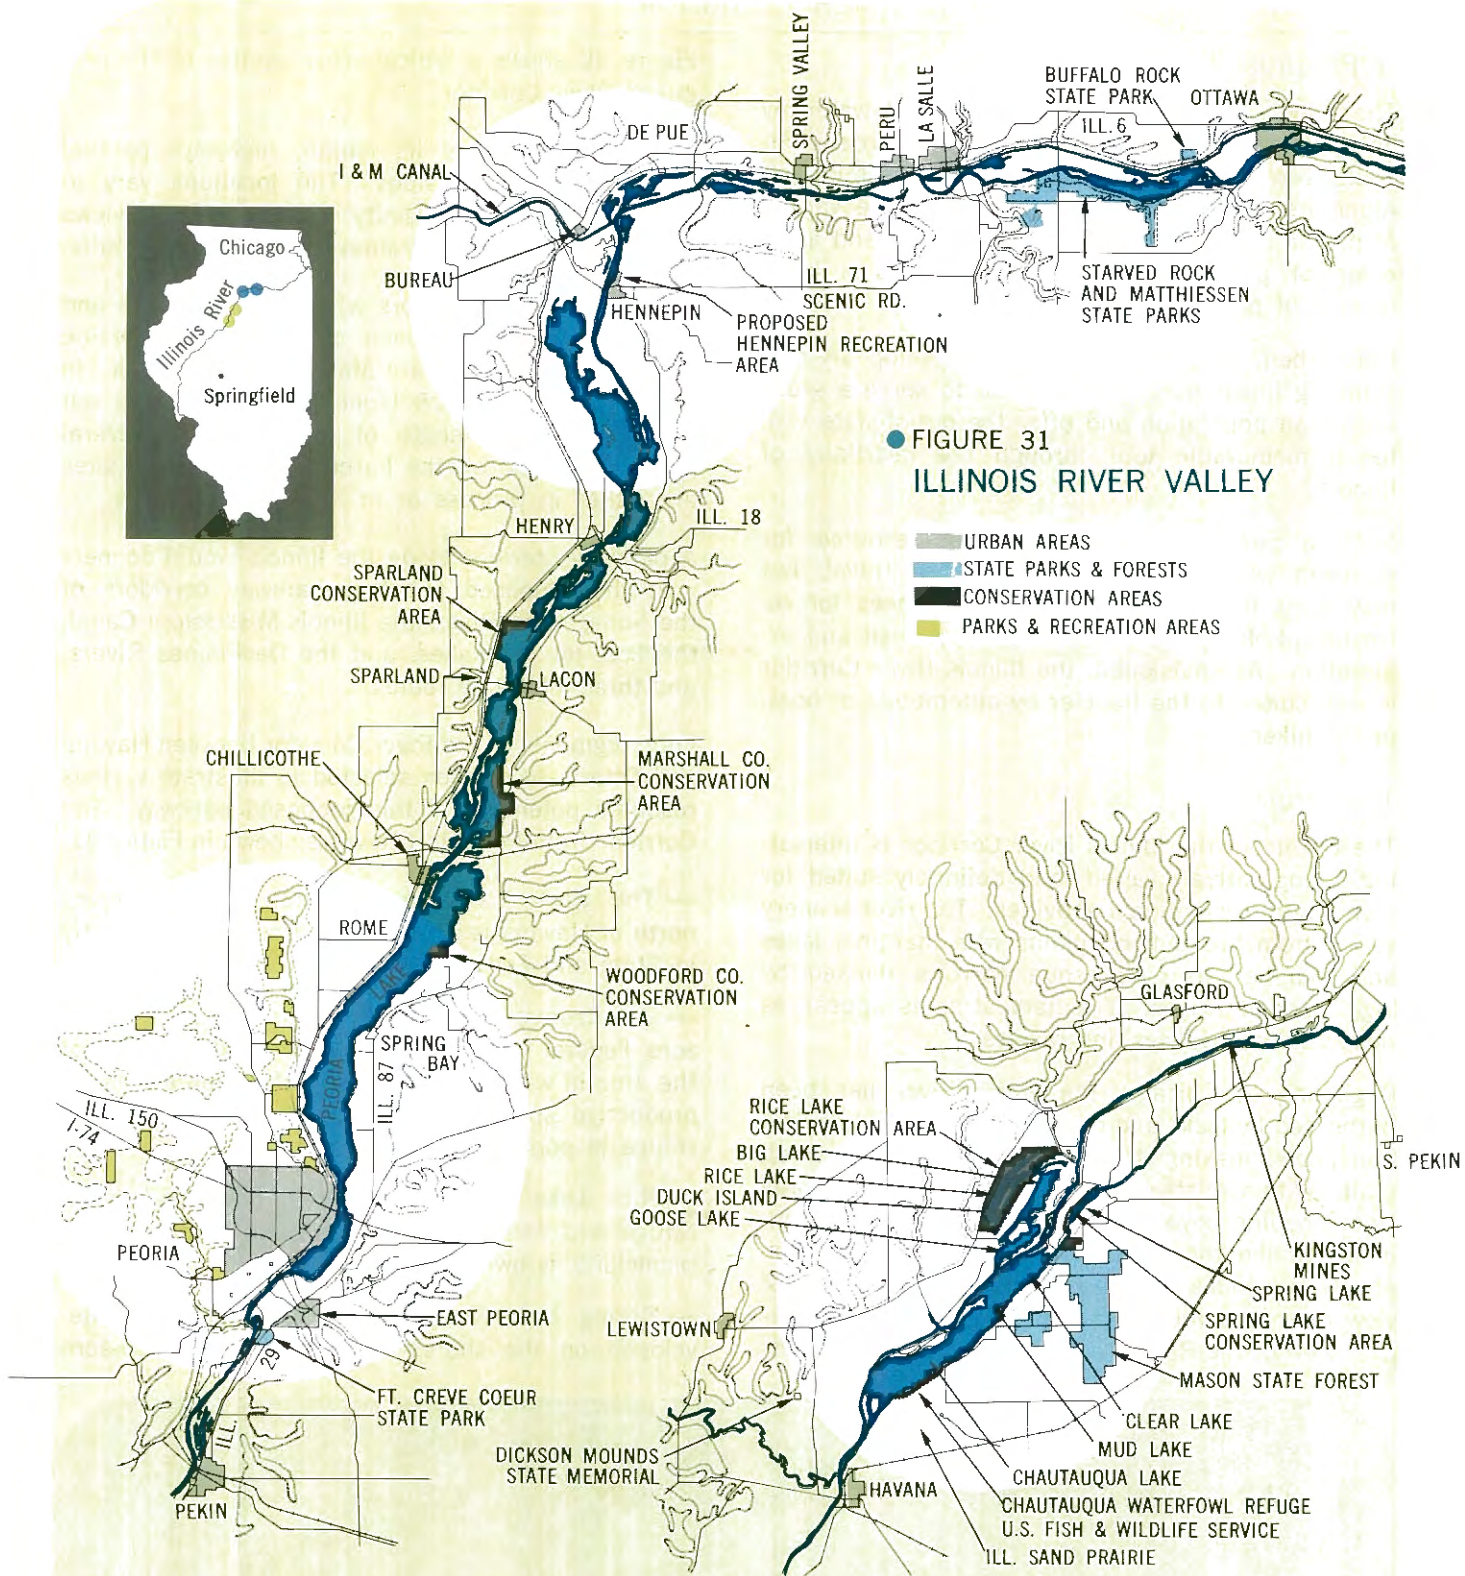 SPRING VALLEY
PERU
LA SALLE
BUFFALO ROCK
STATE PARK
OTTAWA
ILL. 6
DE PUE
I & M CANAL
BUREAU
HENNEPIN
ILL. 71
SCENIC RD.
PROPOSED
HENNEPIN RECREATION
AREA
STARVED ROCK
AND MATTHIESSEN
STATE PARKS
Chicago
Illinois River
Springfield
FIGURE 31
ILLINOIS RIVER VALLEY
URBAN AREAS
STATE PARKS & FORESTS
CONSERVATION AREAS
PARKS & RECREATION AREAS
HENRY
ILL. 18
SPARLAND
CONSERVATION
AREA
SPARLAND
LACON
CHILLICOTHE
MARSHALL CO.
CONSERVATION
AREA
ROME
PEORIA LAKE
WOODFORD CO.
CONSERVATION
AREA
SPRING
BAY
ILL. 87
ILL. 150
I-74
PEORIA
EAST PEORIA
FT. CREVE COEUR
STATE PARK
ILL 29
PEKIN
GLASFORD
RICE LAKE
CONSERVATION AREA
BIG LAKE
RICE LAKE
DUCK ISLAND
GOOSE LAKE
S. PEKIN
KINGSTON
MINES
SPRING LAKE
SPRING LAKE
CONSERVATION AREA
LEWISTOWN
MASON STATE FOREST
CLEAR LAKE
MUD LAKE
CHAUTAUQUA LAKE
CHAUTAUQUA WATERFOWL REFUGE
U.S. FISH & WILDLIFE SERVICE
ILL. SAND PRAIRIE
DICKSON MOUNDS
STATE MEMORIAL
HAVANA